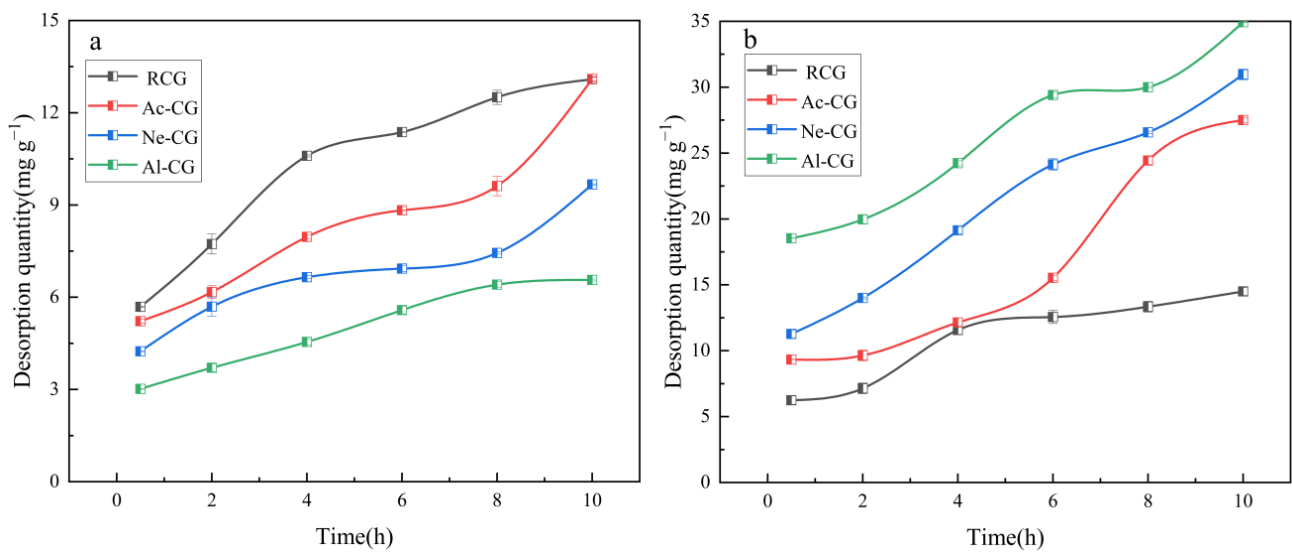 a
RCG
Ac-CG
Ne-CG
Al-CG
15
12
9
6
3
0
0 2 4 6 8 10
Time(h)
Desorption quantity(mg g⁻¹)
b
RCG
Ac-CG
Ne-CG
Al-CG
35
30
25
20
15
10
5
0
0 2 4 6 8 10
Time(h)
Desorption quantity(mg g⁻¹)